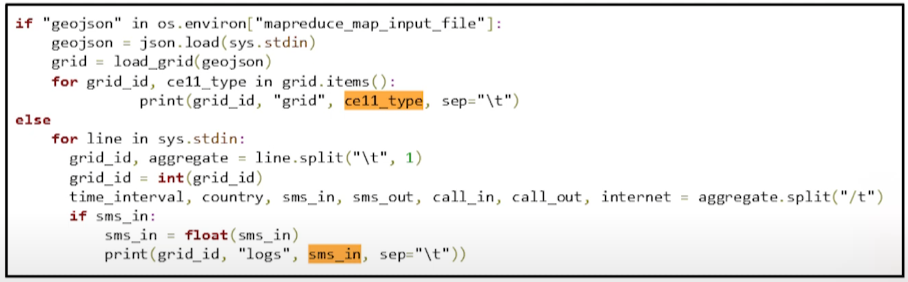 if "geojson" in os.environ["mapreduce_map_input_file"]:
geojson = json.load(sys.stdin)
grid = load_grid(geojson)
for grid_id, ce11_type in grid.items():
print(grid_id, "grid", ce11_type, sep="\t")
else
for line in sys.stdin:
grid_id, aggregate = line.split("\t", 1)
grid_id = int(grid_id)
time_interval, country, sms_in, sms_out, call_in, call_out, internet = aggregate.split("/t")
if sms_in:
sms_in = float(sms_in)
print(grid_id, "logs", sms_in, sep="\t"))